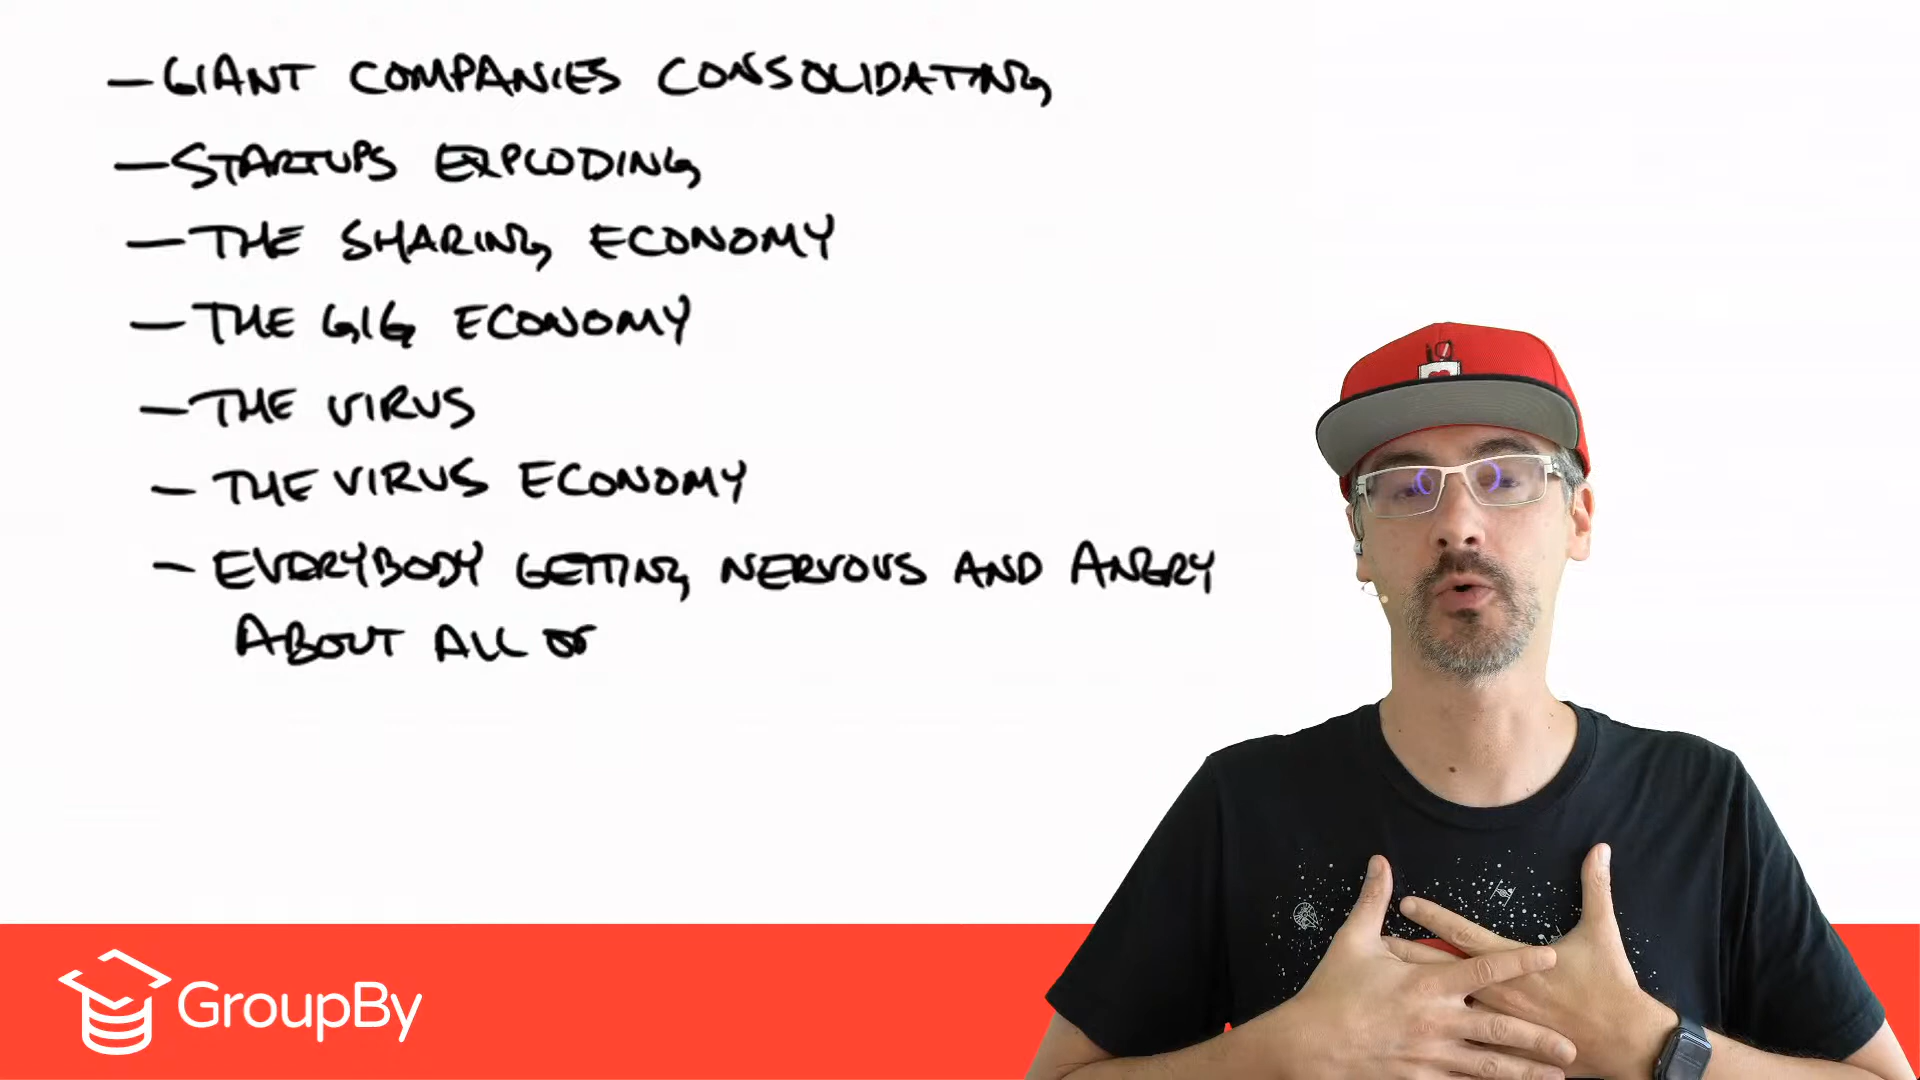 — GIANT COMPANIES CONSOLIDATING
— STARTUPS EXPLODING
— THE SHARING ECONOMY
— THE GIG ECONOMY
— THE VIRUS
— THE VIRUS ECONOMY
— EVERYBODY GETTING NERVOUS AND ANGRY
ABOUT ALL OF
GroupBy